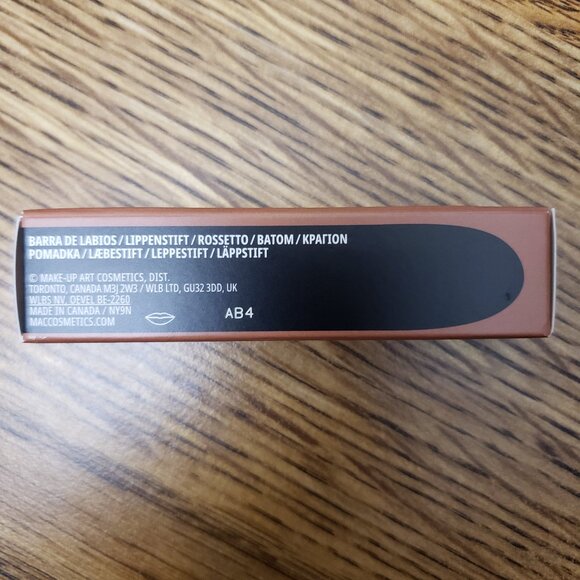 BARRA DE LABIOS / LIPPENSTIFT / ROSSETTO / BATOM / ΚΡΑΓΙΟΝ
POMADKA / LÆBESTIFT / LEPPESTIFT / LÄPPSTIFT
© MAKE-UP ART COSMETICS, DIST.
TORONTO, CANADA M3J 2W3 / WLB LTD, GU32 3DD, UK
WLBS NV. OEVEL BE-2260
MADE IN CANADA / NY9N
MACCOSMETICS.COM
AB4